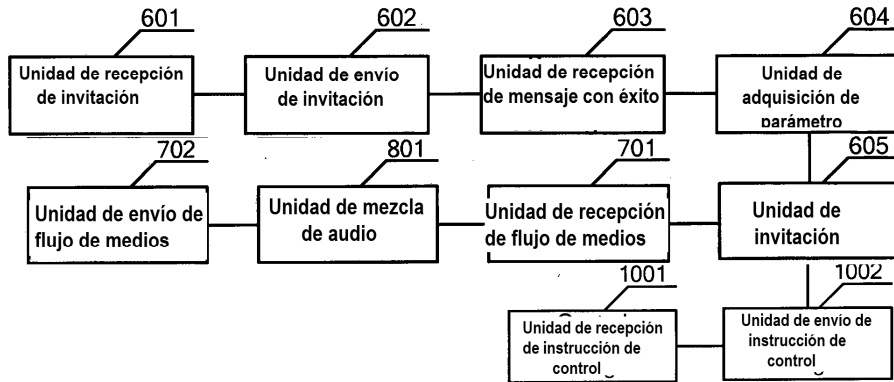 601
602
603
604
Unidad de recepción
de invitación
Unidad de envío
de invitación
Unidad de recepción
de mensaje con éxito
Unidad de
adquisición de
parámetro
702
801
701
605
Unidad de envío de
flujo de medios
Unidad de mezcla
de audio
Unidad de recepción
de flujo de medios
Unidad de
invitación
1001
1002
Unidad de recepción
de instrucción de
control
Unidad de envío de
instrucción de
control